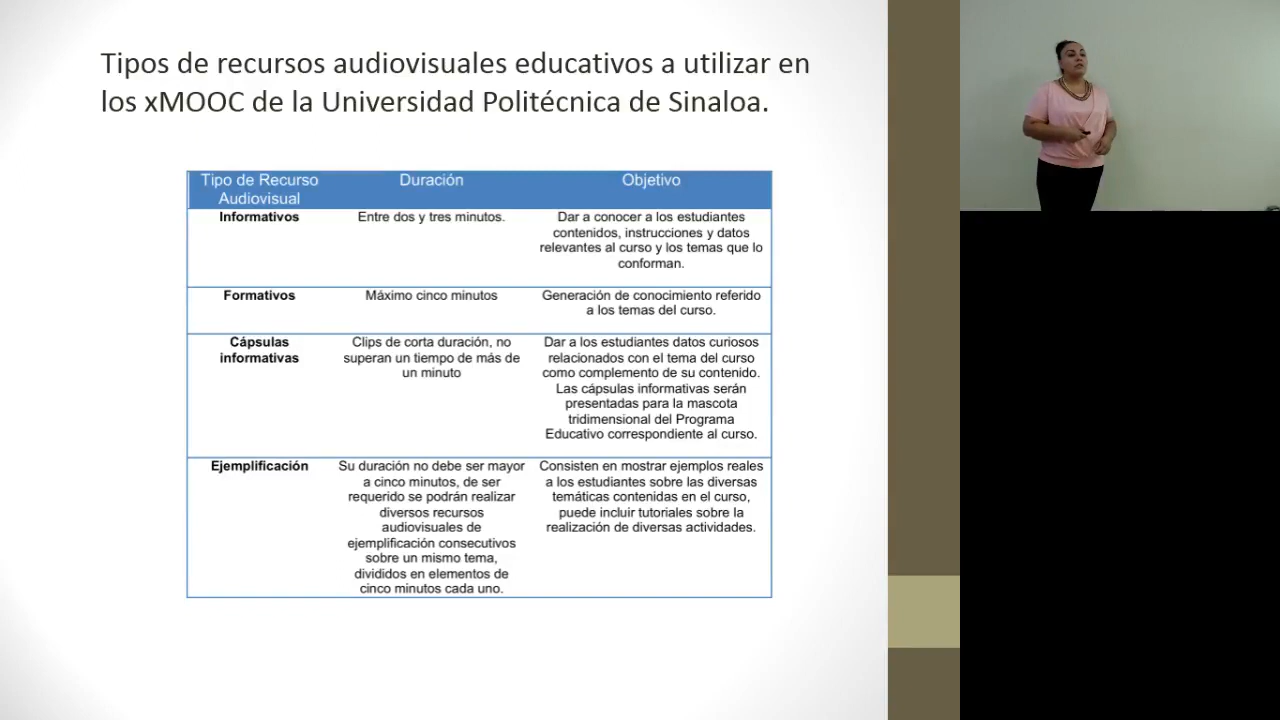 Tipos de recursos audiovisuales educativos a utilizar en
los xMOOC de la Universidad Politécnica de Sinaloa.
Tipo de Recurso
Audiovisual
Duración
Objetivo
Informativos
Entre dos y tres minutos.
Dar a conocer a los estudiantes
contenidos, instrucciones y datos
relevantes al curso y los temas que lo
conforman.
Formativos
Máximo cinco minutos
Generación de conocimiento referido
a los temas del curso.
Cápsulas
informativas
Clips de corta duración, no
superan un tiempo de más de
un minuto
Dar a los estudiantes datos curiosos
relacionados con el tema del curso
como complemento de su contenido.
Las cápsulas informativas serán
presentadas para la mascota
tridimensional del Programa
Educativo correspondiente al curso.
Ejemplificación
Su duración no debe ser mayor
a cinco minutos, de ser
requerido se podrán realizar
diversos recursos
audiovisuales de
ejemplificación consecutivos
sobre un mismo tema,
divididos en elementos de
cinco minutos cada uno.
Consisten en mostrar ejemplos reales
a los estudiantes sobre las diversas
temáticas contenidas en el curso,
puede incluir tutoriales sobre la
realización de diversas actividades.